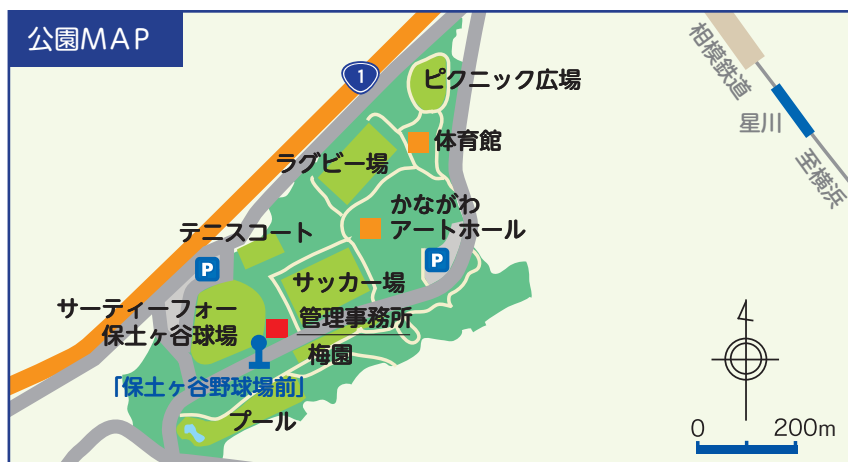 公園MAP
1
ピクニック広場
体育館
ラグビー場
かながわ
アートホール
テニスコート
P
P
サッカー場
サーティーフォー
保土ヶ谷球場
管理事務所
梅園
「保土ヶ谷野球場前」
プール
相模鉄道
星川
至横浜
0 200m